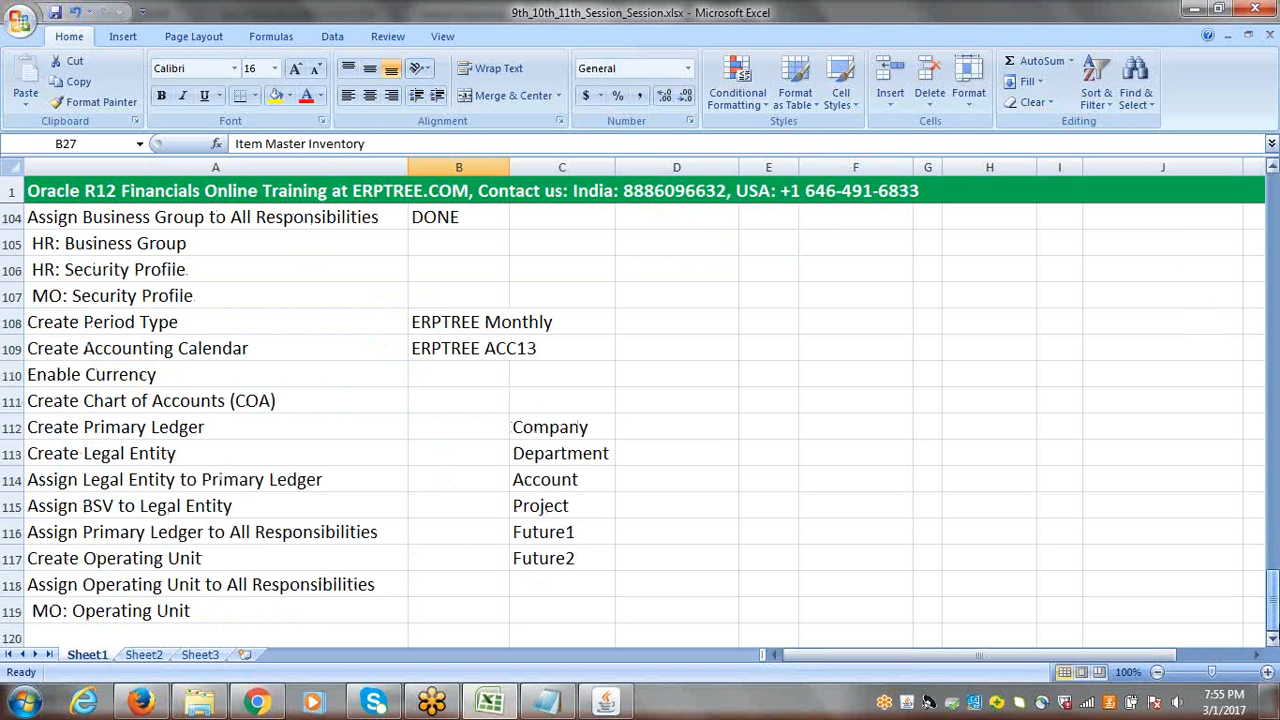 9th_10th_11th_Session_Session.xlsx - Microsoft Excel
Home Insert Page Layout Formulas Data Review View
Paste Cut Copy Format Painter Clipboard
Calibri 16 B I U A Font
Wrap Text Merge & Center Alignment
General $ % , Number
Conditional Formatting Format as Table Cell Styles Styles
Insert Delete Format Cells
AutoSum Fill Clear Sort & Filter Find & Select Editing
B27 fx Item Master Inventory
A B C D E F G H I J
1 Oracle R12 Financials Online Training at ERPTREE.COM, Contact us: India: 8886096632, USA: +1 646-491-6833
104 Assign Business Group to All Responsibilities DONE
105 HR: Business Group
106 HR: Security Profile
107 MO: Security Profile
108 Create Period Type ERPTREE Monthly
109 Create Accounting Calendar ERPTREE ACC13
110 Enable Currency
111 Create Chart of Accounts (COA)
112 Create Primary Ledger Company
113 Create Legal Entity Department
114 Assign Legal Entity to Primary Ledger Account
115 Assign BSV to Legal Entity Project
116 Assign Primary Ledger to All Responsibilities Future1
117 Create Operating Unit Future2
118 Assign Operating Unit to All Responsibilities
119 MO: Operating Unit
120
Sheet1 Sheet2 Sheet3
Ready 100%
7:55 PM
3/1/2017